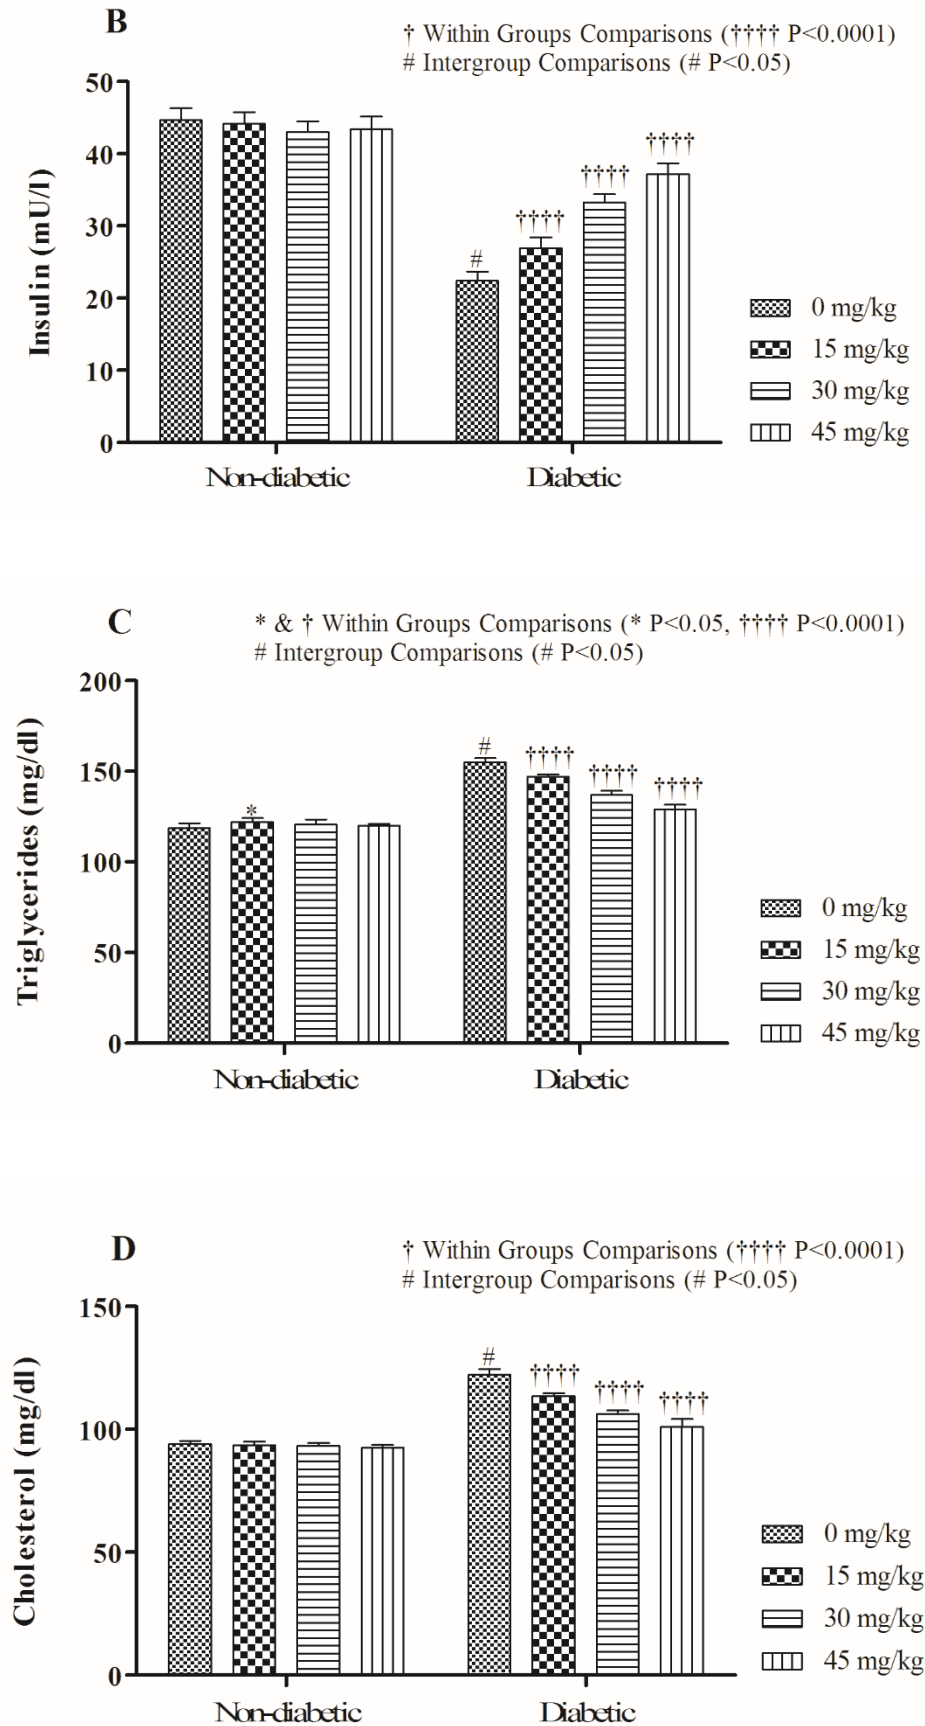 B
† Within Groups Comparisons (†††† P<0.0001)
# Intergroup Comparisons (# P<0.05)
50
40
30
20
10
0
Insulin (mU/l)
#
††††
††††
††††
0 mg/kg
15 mg/kg
30 mg/kg
45 mg/kg
Non-diabetic
Diabetic
C
* & † Within Groups Comparisons (* P<0.05, †††† P<0.0001)
# Intergroup Comparisons (# P<0.05)
200
150
100
50
0
Triglycerides (mg/dl)
*
#
††††
††††
††††
0 mg/kg
15 mg/kg
30 mg/kg
45 mg/kg
Non-diabetic
Diabetic
D
† Within Groups Comparisons (†††† P<0.0001)
# Intergroup Comparisons (# P<0.05)
150
100
50
0
Cholesterol (mg/dl)
#
††††
††††
††††
0 mg/kg
15 mg/kg
30 mg/kg
45 mg/kg
Non-diabetic
Diabetic